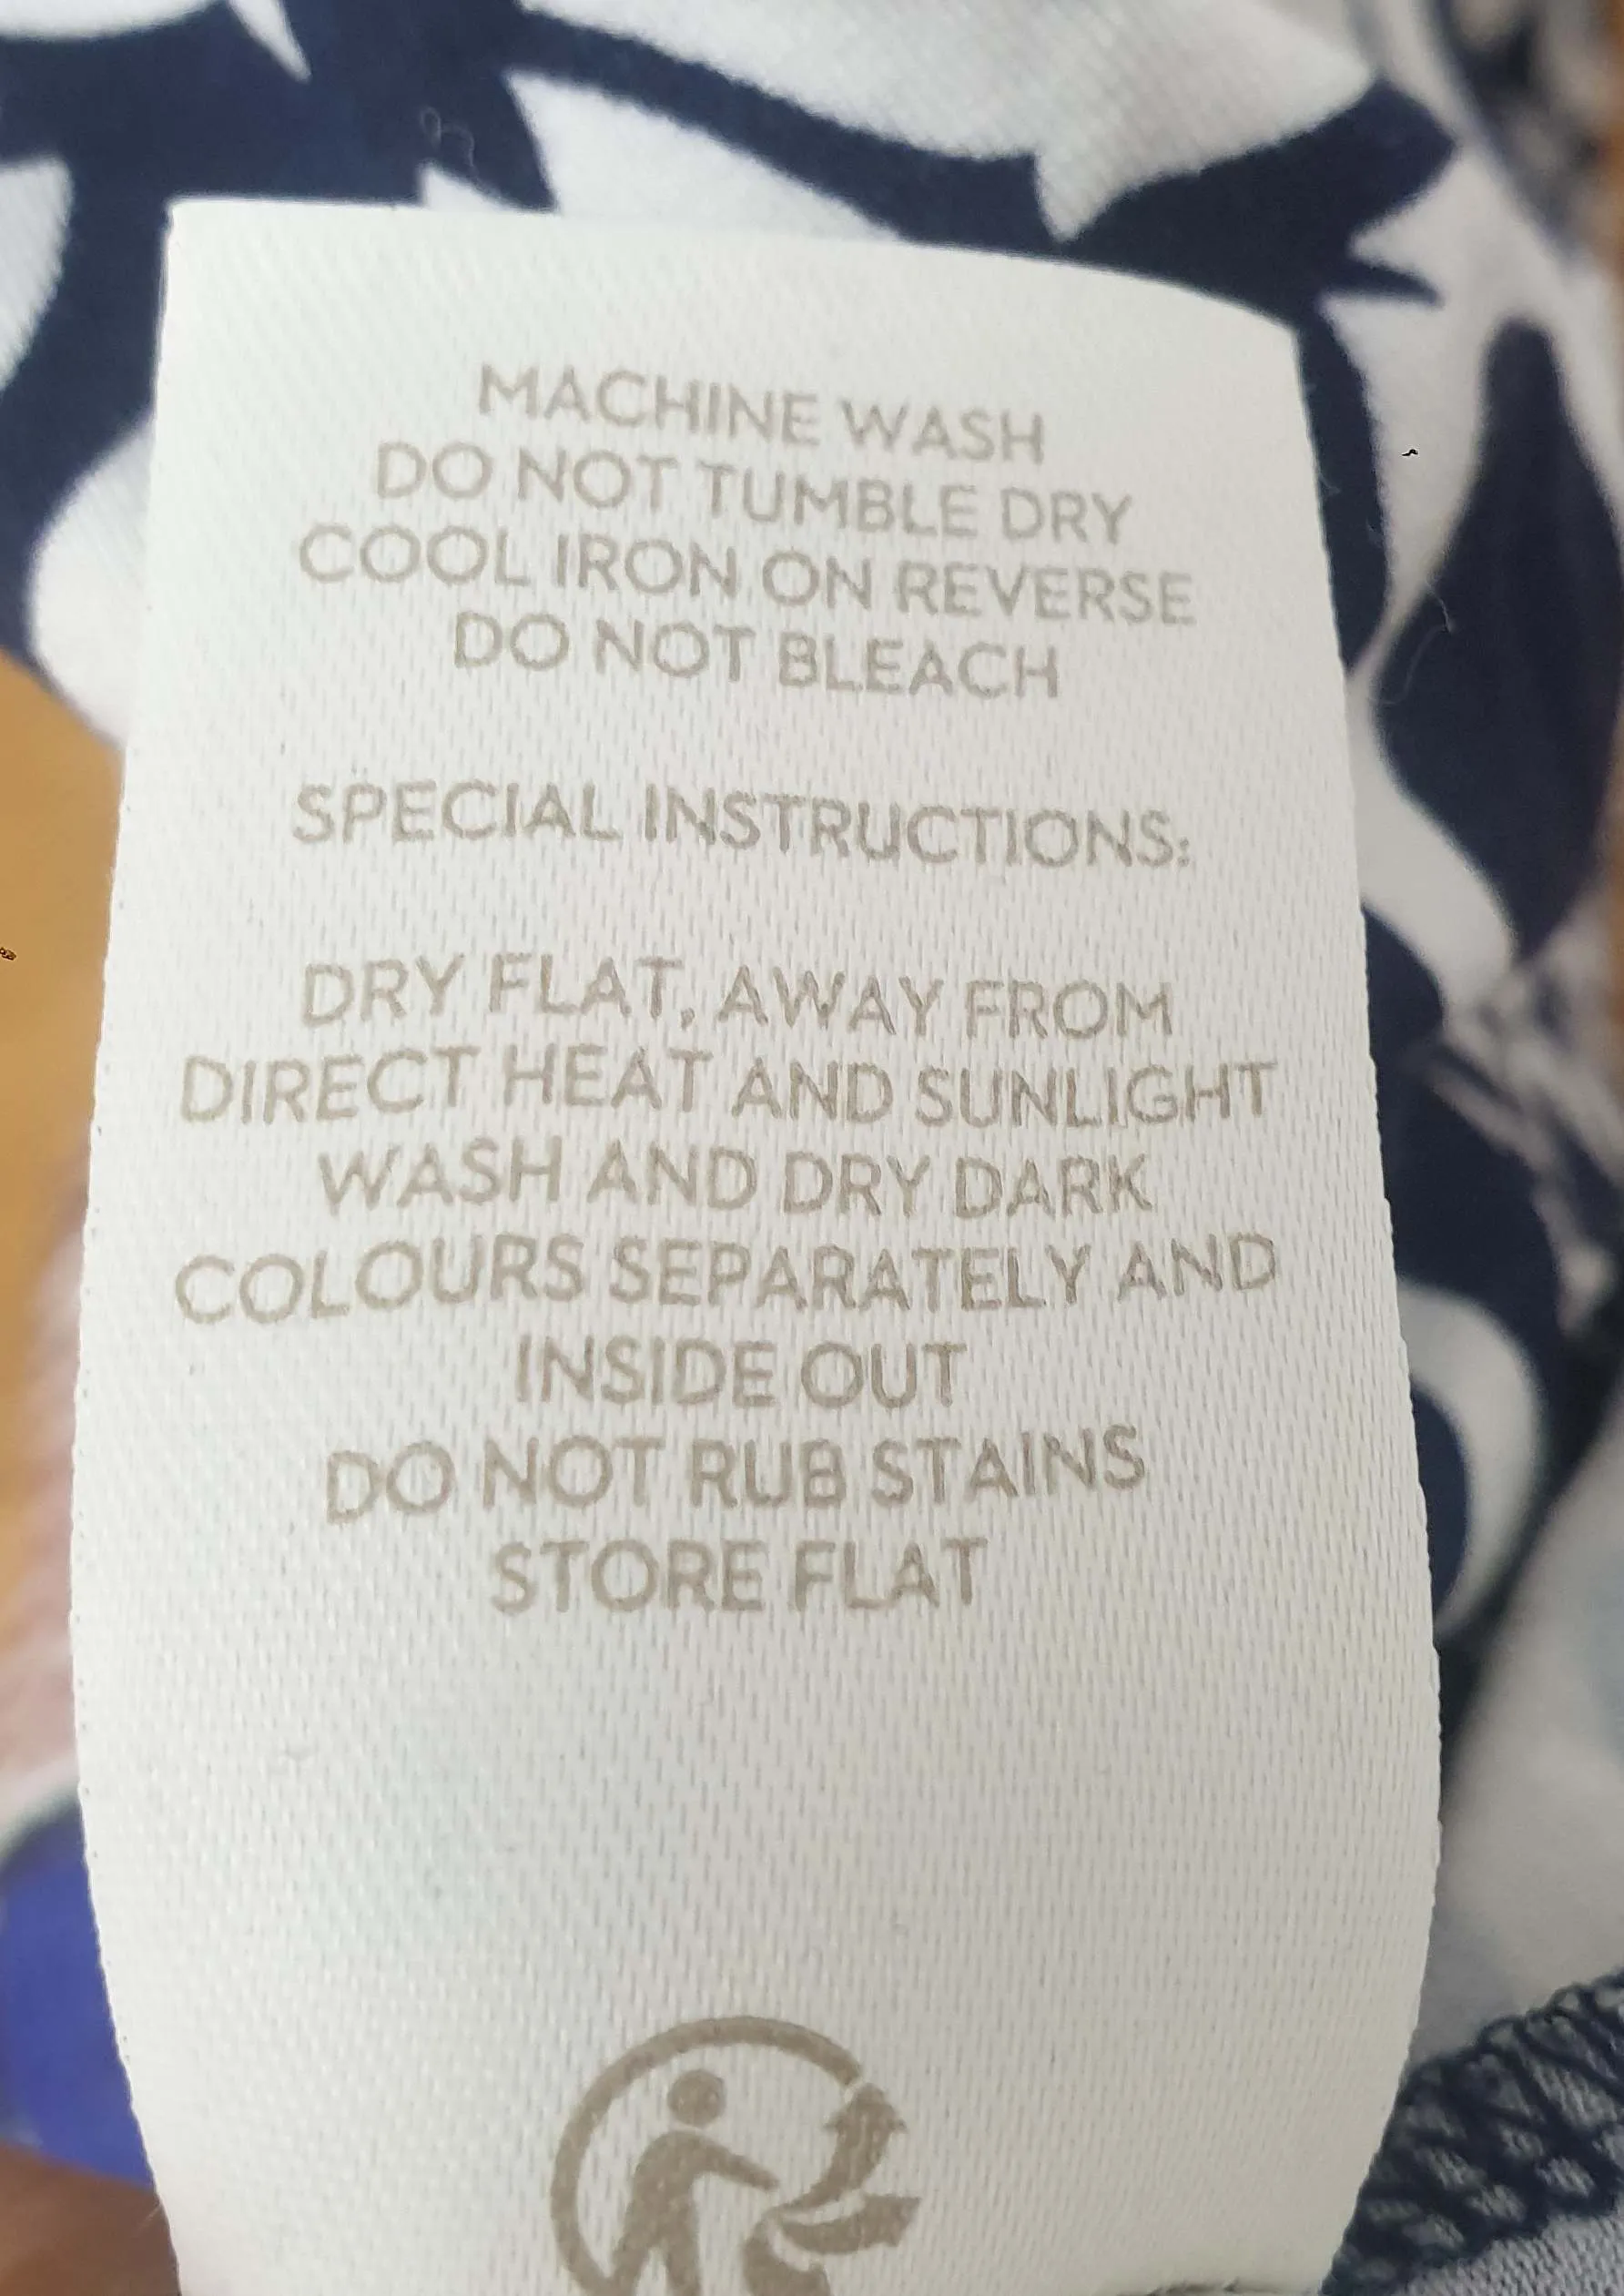 MACHINE WASH
DO NOT TUMBLE DRY
COOL IRON ON REVERSE
DO NOT BLEACH
SPECIAL INSTRUCTIONS:
DRY FLAT, AWAY FROM
DIRECT HEAT AND SUNLIGHT
WASH AND DRY DARK
COLOURS SEPARATELY AND
INSIDE OUT
DO NOT RUB STAINS
STORE FLAT